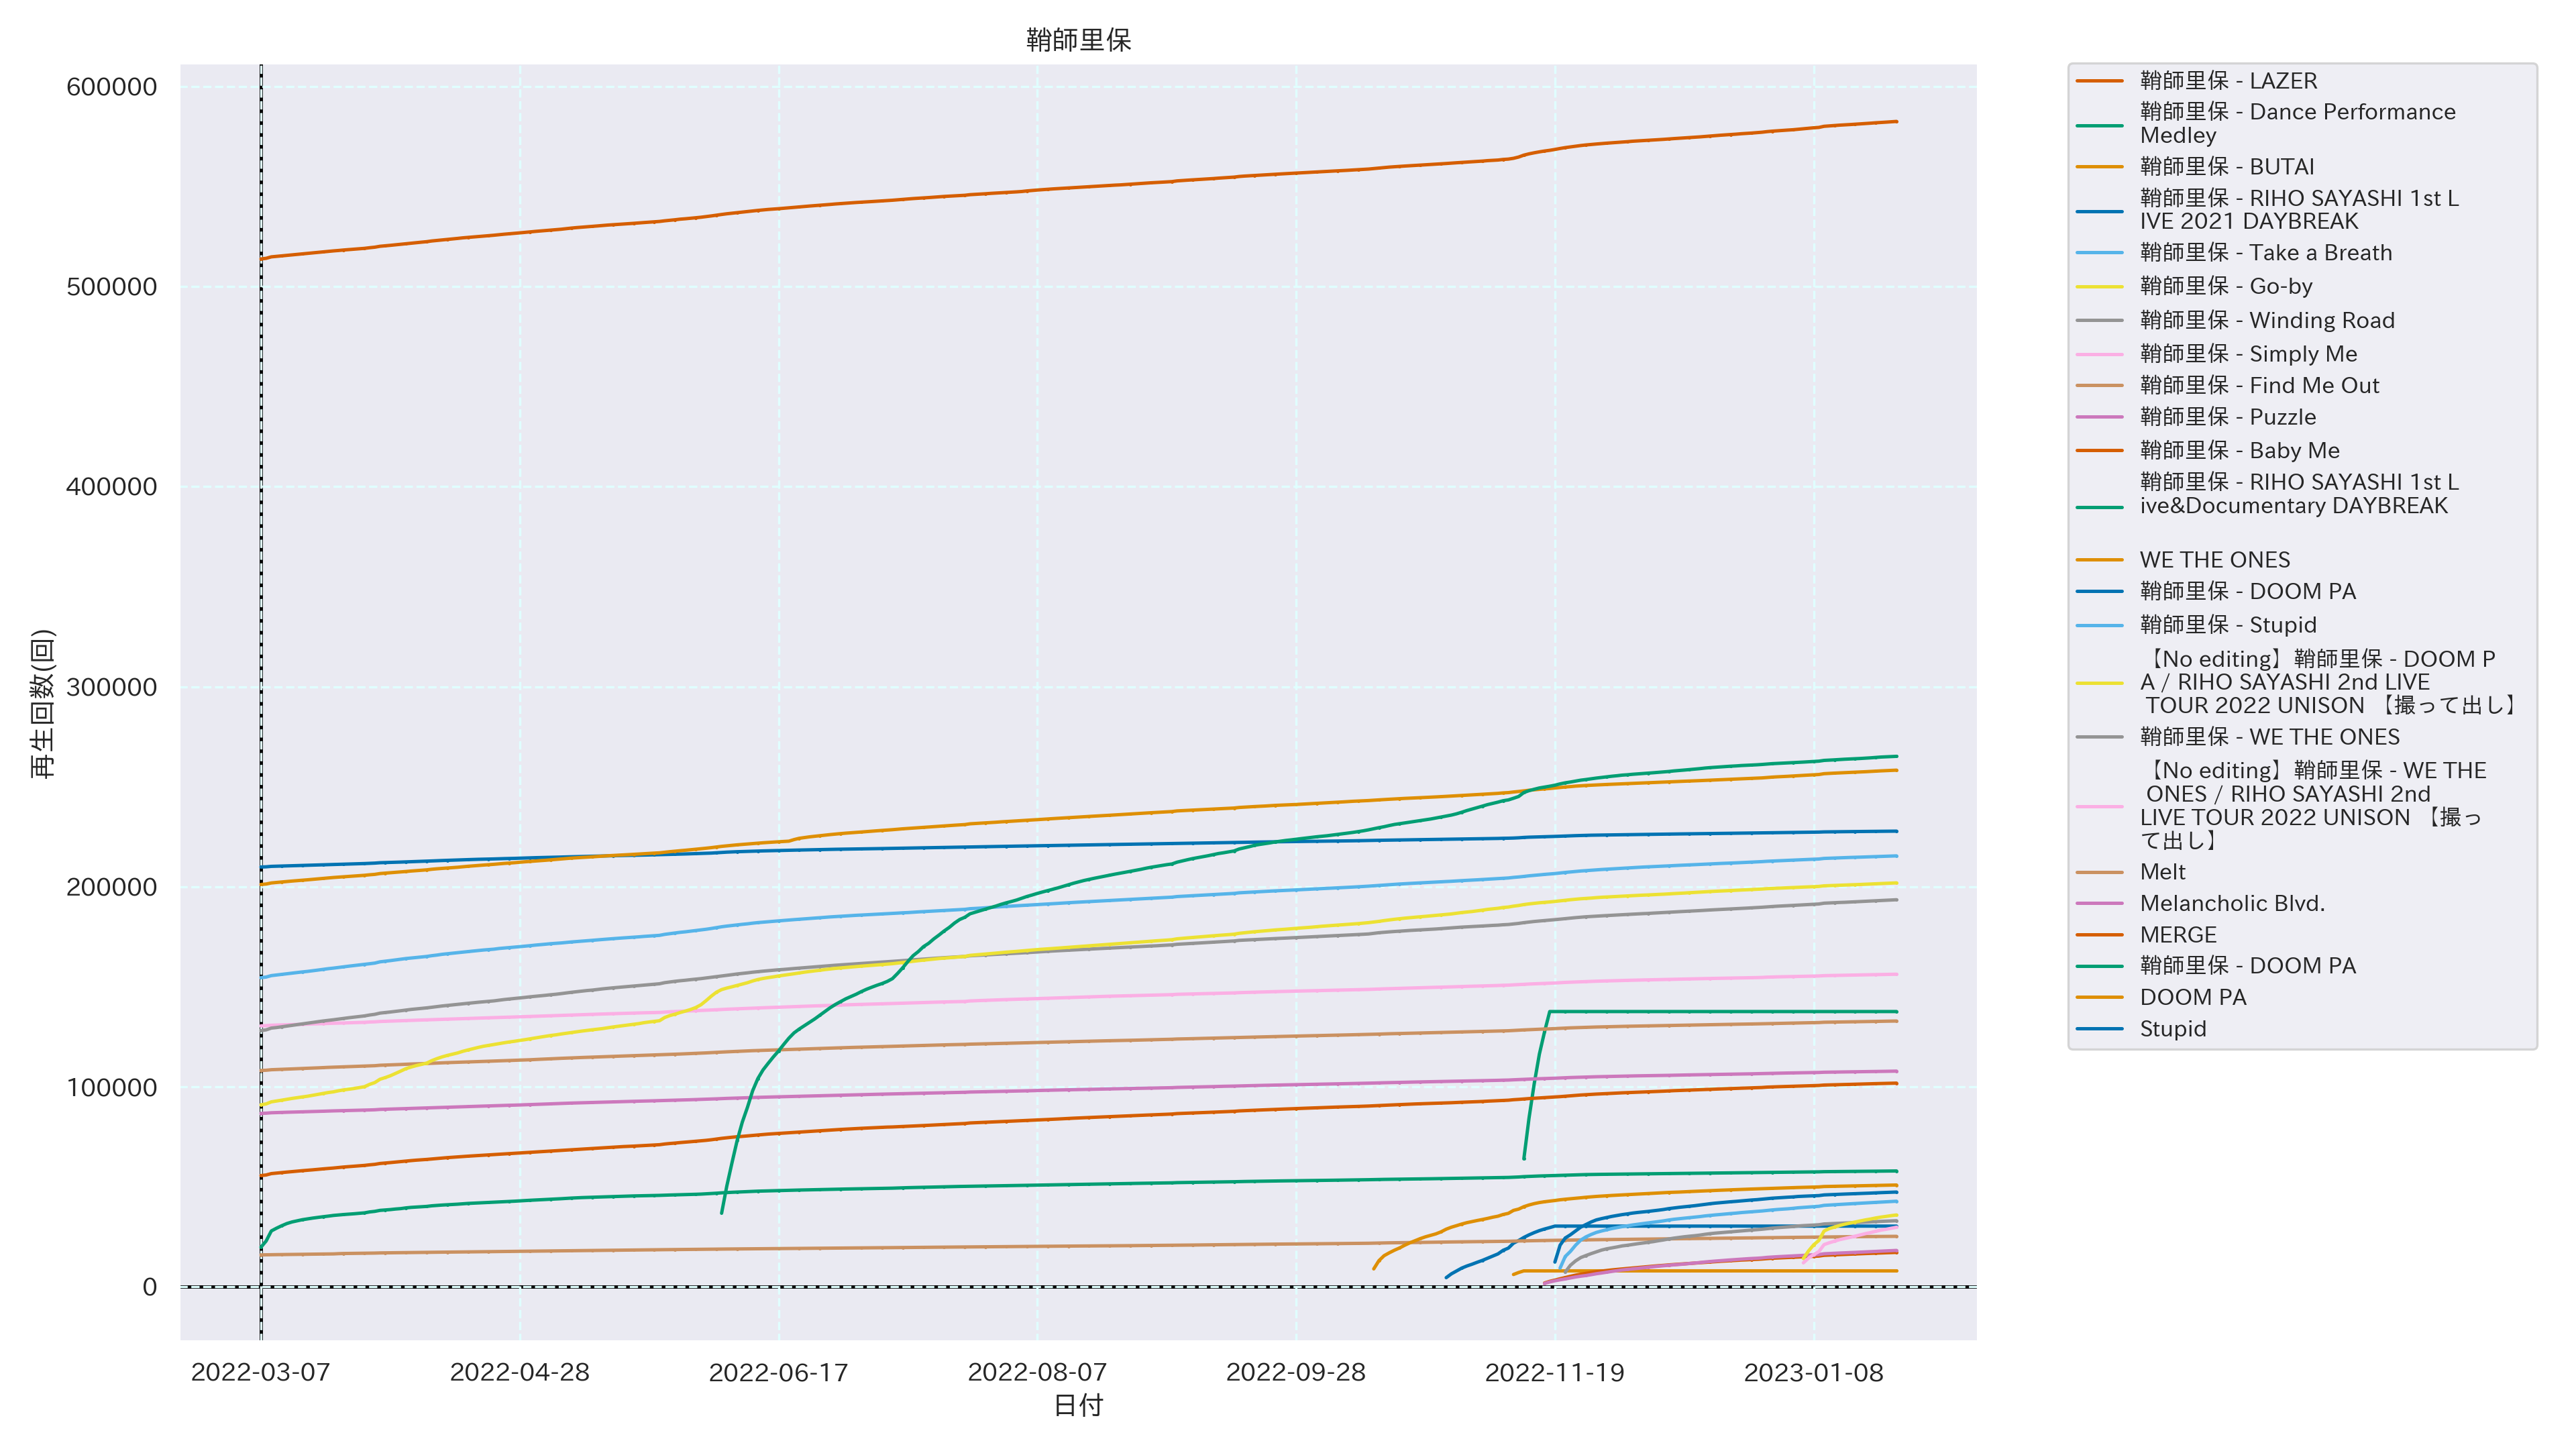 鞘師里保
600000
500000
400000
300000
200000
100000
0
再生回数(回)
2022-03-07
2022-04-28
2022-06-17
2022-08-07
2022-09-28
2022-11-19
2023-01-08
日付
鞘師里保 - LAZER
鞘師里保 - Dance Performance
Medley
鞘師里保 - BUTAI
鞘師里保 - RIHO SAYASHI 1st L
IVE 2021 DAYBREAK
鞘師里保 - Take a Breath
鞘師里保 - Go-by
鞘師里保 - Winding Road
鞘師里保 - Simply Me
鞘師里保 - Find Me Out
鞘師里保 - Puzzle
鞘師里保 - Baby Me
鞘師里保 - RIHO SAYASHI 1st L
ive&Documentary DAYBREAK
WE THE ONES
鞘師里保 - DOOM PA
鞘師里保 - Stupid
【No editing】鞘師里保 - DOOM P
A / RIHO SAYASHI 2nd LIVE
TOUR 2022 UNISON 【撮って出し】
鞘師里保 - WE THE ONES
【No editing】鞘師里保 - WE THE
ONES / RIHO SAYASHI 2nd
LIVE TOUR 2022 UNISON 【撮っ
て出し】
Melt
Melancholic Blvd.
MERGE
鞘師里保 - DOOM PA
DOOM PA
Stupid